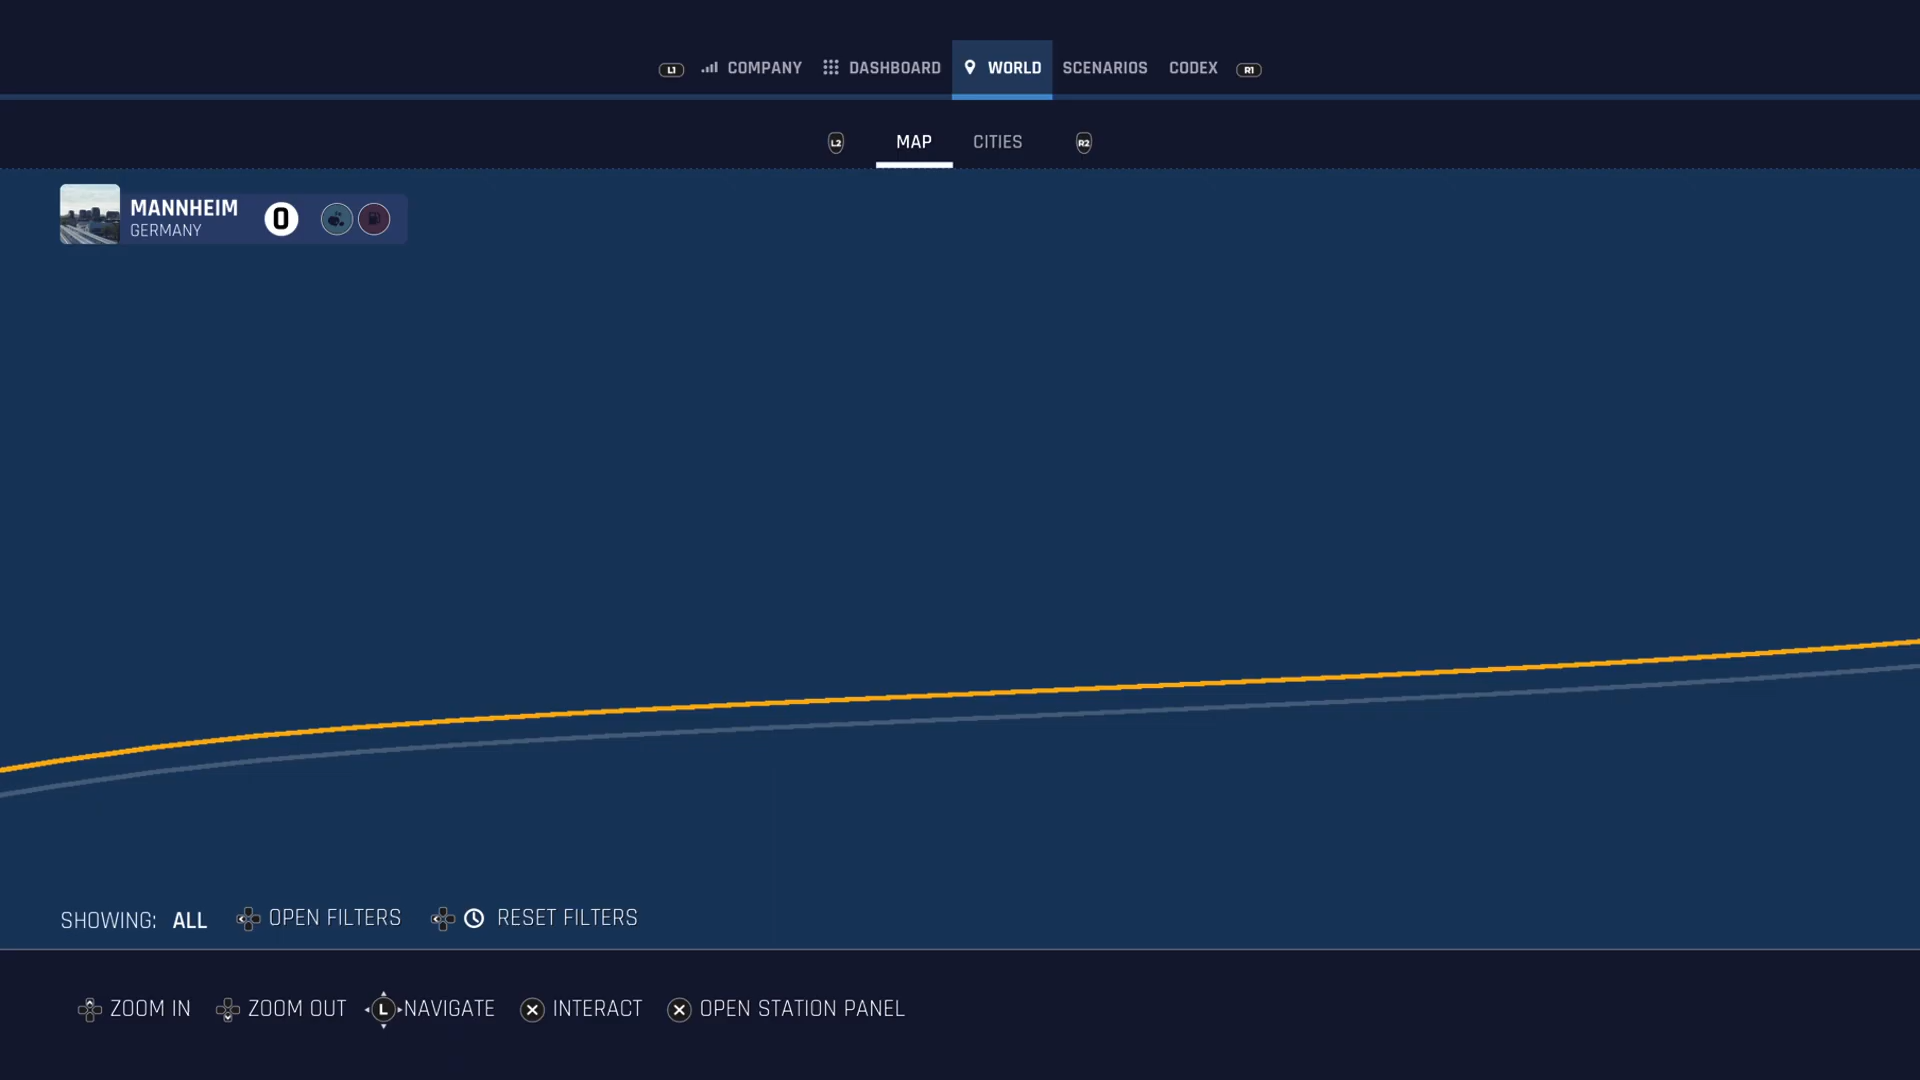 L1 COMPANY DASHBOARD WORLD SCENARIOS CODEX R1
L2 MAP CITIES R2
MANNHEIM
GERMANY
0
SHOWING: ALL OPEN FILTERS RESET FILTERS
ZOOM IN ZOOM OUT L NAVIGATE INTERACT OPEN STATION PANEL